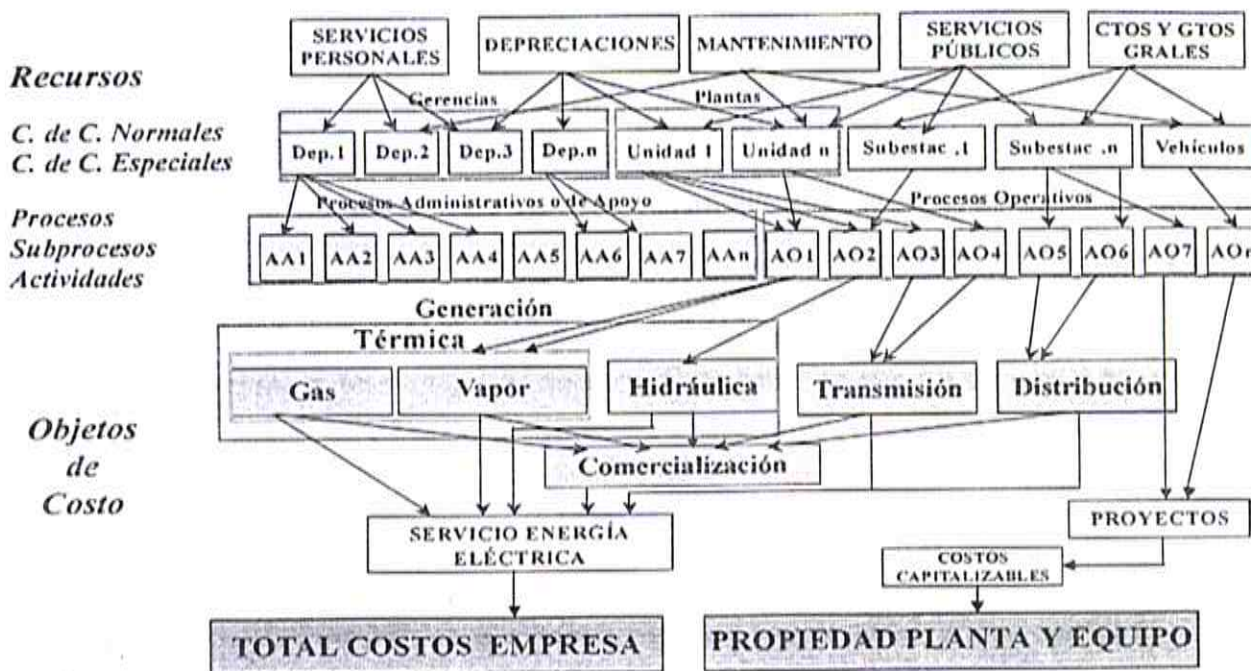 SERVICIOS
PERSONALES
DEPRECIACIONES
MANTENIMIENTO
SERVICIOS
PÚBLICOS
CTOS Y GTOS
GRALES
Recursos
Gerencias
Plantas
C. de C. Normales
C. de C. Especiales
Dep.1
Dep.2
Dep.3
Dep.n
Unidad 1
Unidad n
Subestac .1
Subestac .n
Vehículos
Procesos Administrativos o de Apoyo
Procesos Operativos
Procesos
Subprocesos
Actividades
AA1
AA2
AA3
AA4
AA5
AA6
AA7
AAn
AO1
AO2
AO3
AO4
AO5
AO6
AO7
AOn
Generación
Térmica
Gas
Vapor
Hidráulica
Transmisión
Distribución
Objetos
de
Costo
Comercialización
SERVICIO ENERGÍA
ELÉCTRICA
PROYECTOS
COSTOS
CAPITALIZABLES
TOTAL COSTOS EMPRESA
PROPIEDAD PLANTA Y EQUIPO